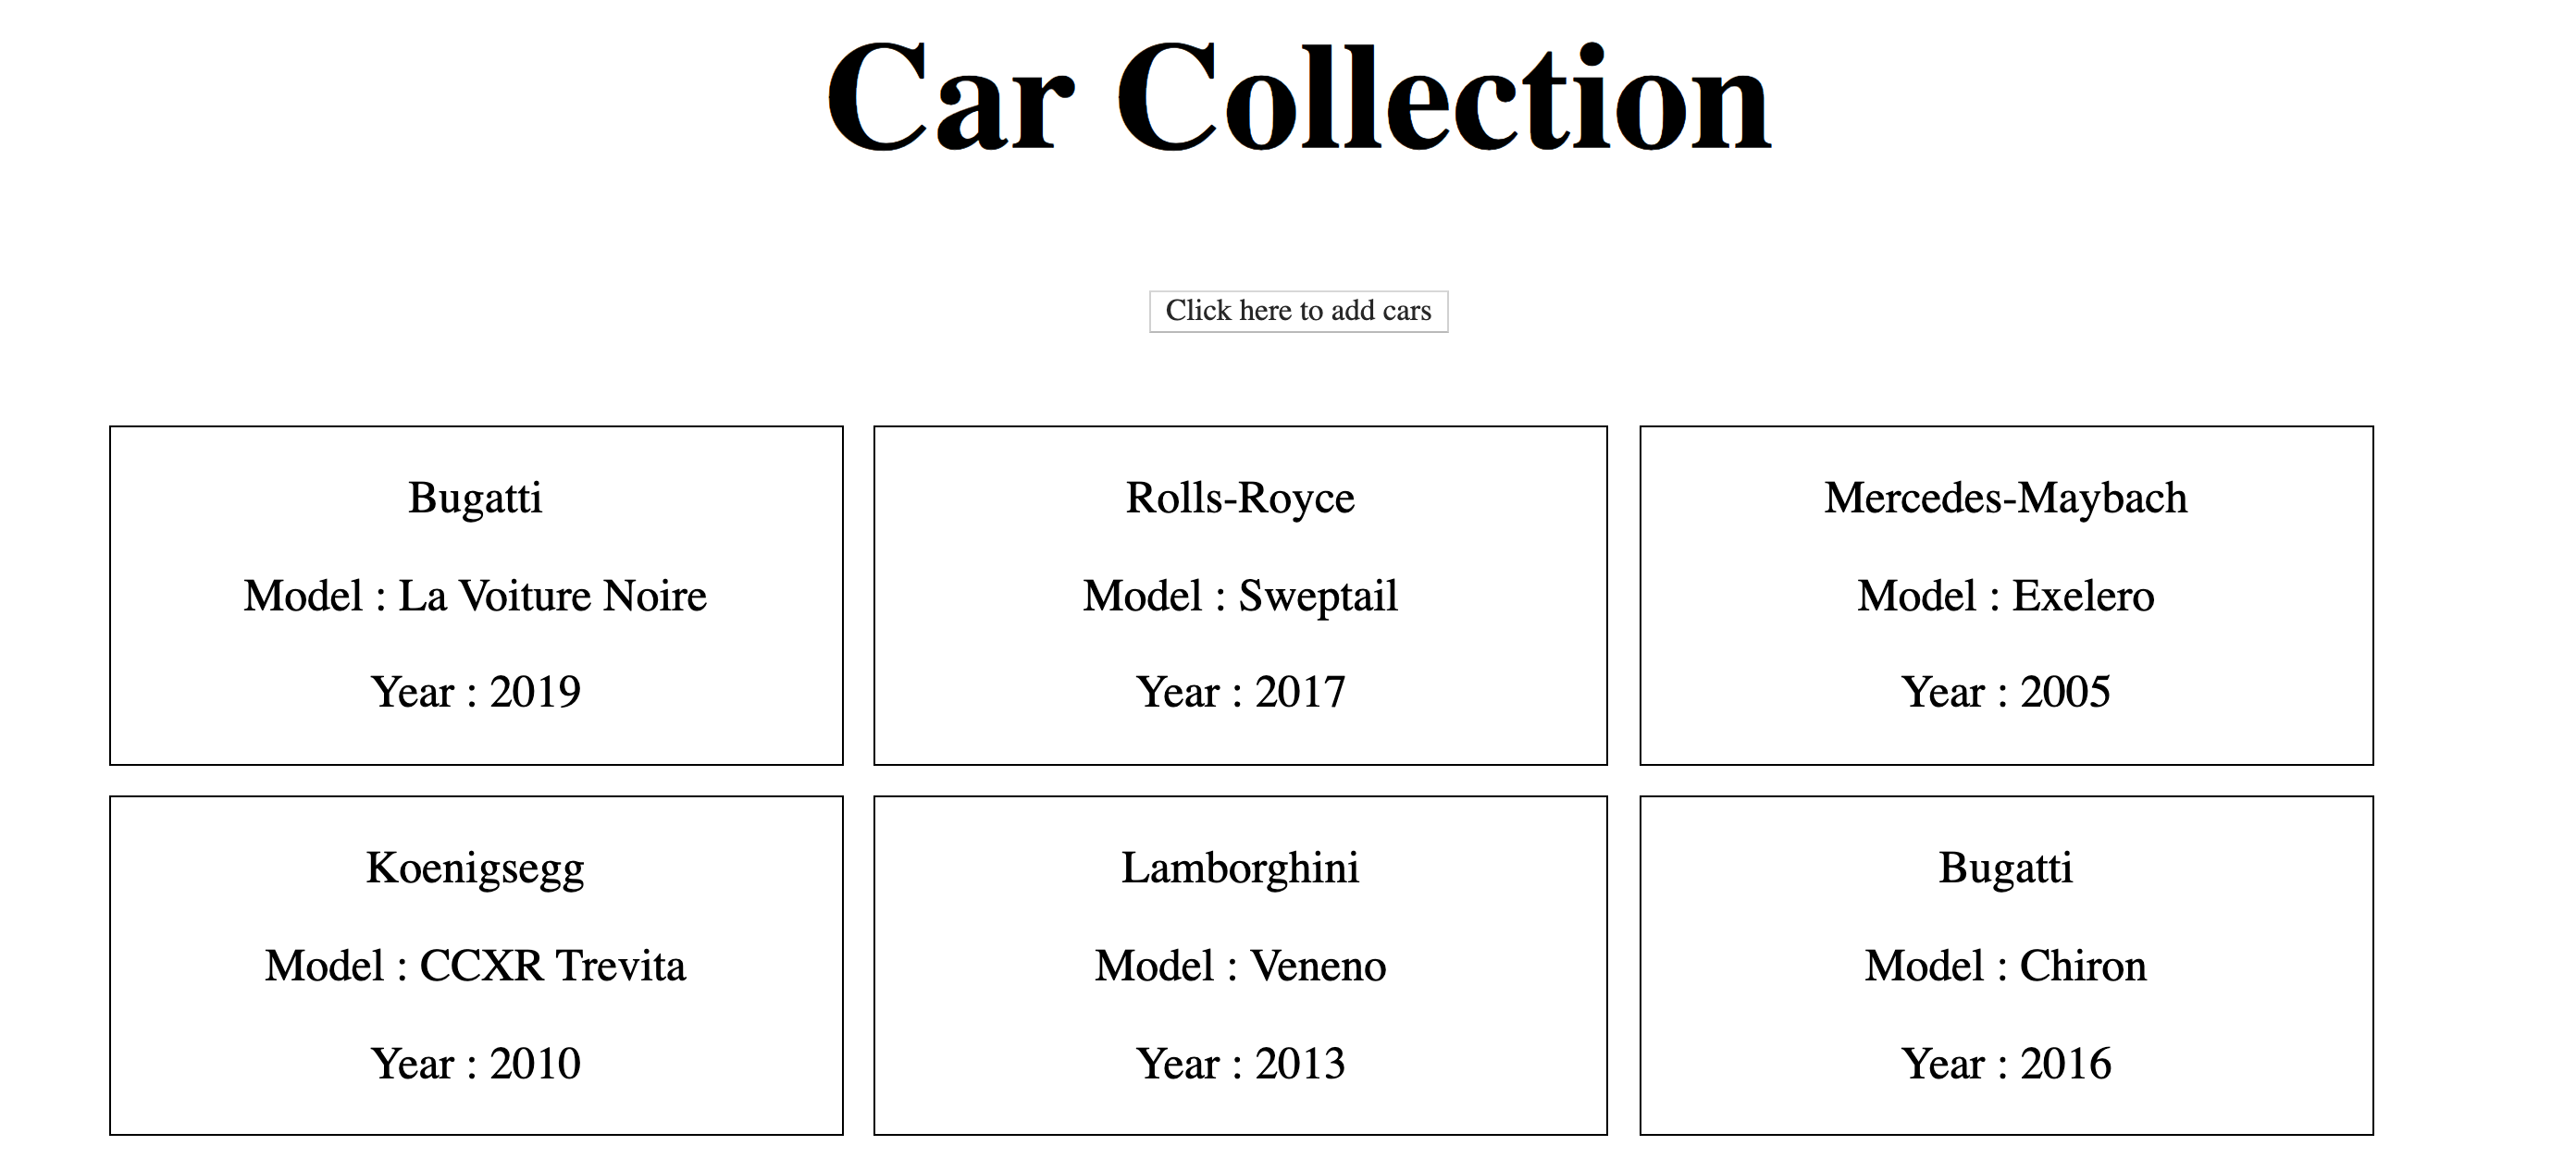 Car Collection
Click here to add cars
Bugatti
Model : La Voiture Noire
Year : 2019
Rolls-Royce
Model : Sweptail
Year : 2017
Mercedes-Maybach
Model : Exelero
Year : 2005
Koenigsegg
Model : CCXR Trevita
Year : 2010
Lamborghini
Model : Veneno
Year : 2013
Bugatti
Model : Chiron
Year : 2016